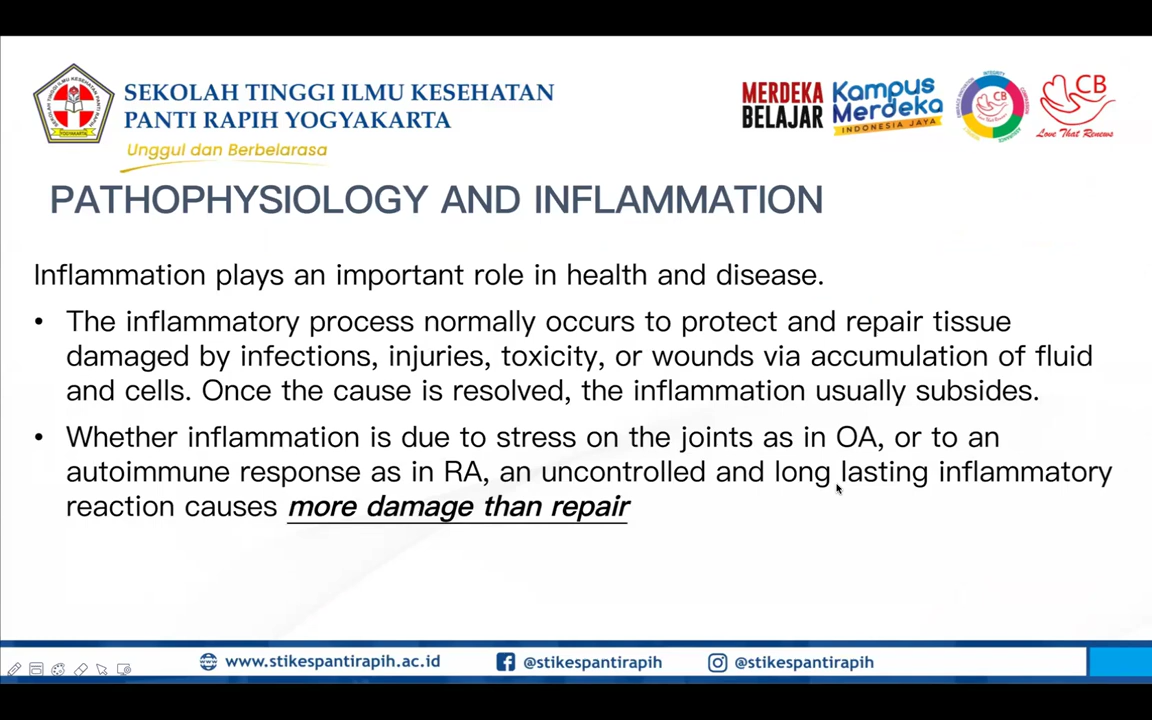 SEKOLAH TINGGI ILMU KESEHATAN
PANTI RAPIH YOGYAKARTA
Unggul dan Berbelarasa
MERDEKA
BELAJAR
Kampus
Merdeka
INDONESIA JAYA
CB
Love That Renews
PATHOPHYSIOLOGY AND INFLAMMATION
Inflammation plays an important role in health and disease.
• The inflammatory process normally occurs to protect and repair tissue
damaged by infections, injuries, toxicity, or wounds via accumulation of fluid
and cells. Once the cause is resolved, the inflammation usually subsides.
• Whether inflammation is due to stress on the joints as in OA, or to an
autoimmune response as in RA, an uncontrolled and long lasting inflammatory
reaction causes more damage than repair
www.stikespantirapih.ac.id
@stikespantirapih
@stikespantirapih